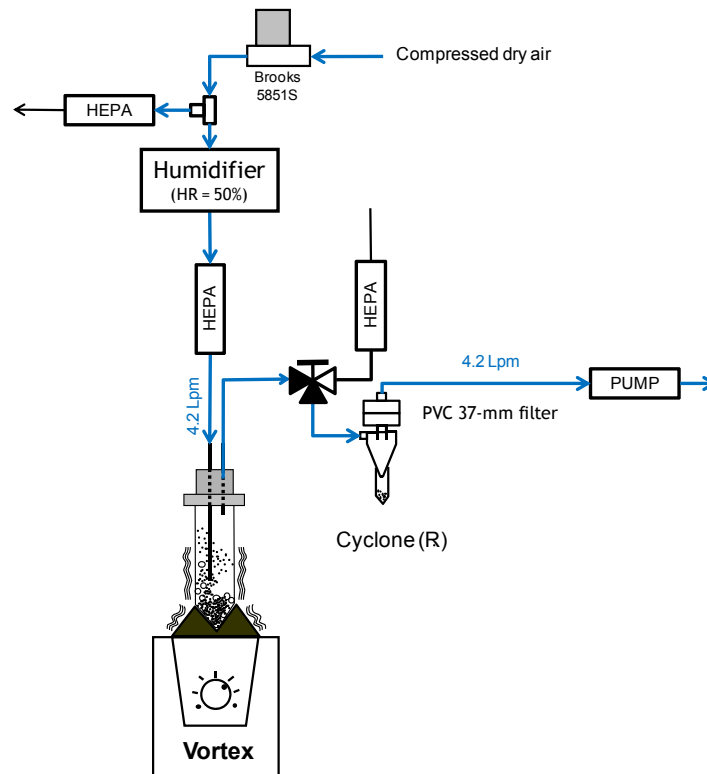 Compressed dry air
Brooks
5851S
HEPA
Humidifier
(HR = 50%)
HEPA
HEPA
4.2 Lpm
4.2 Lpm
PUMP
PVC 37-mm filter
Cyclone (R)
Vortex